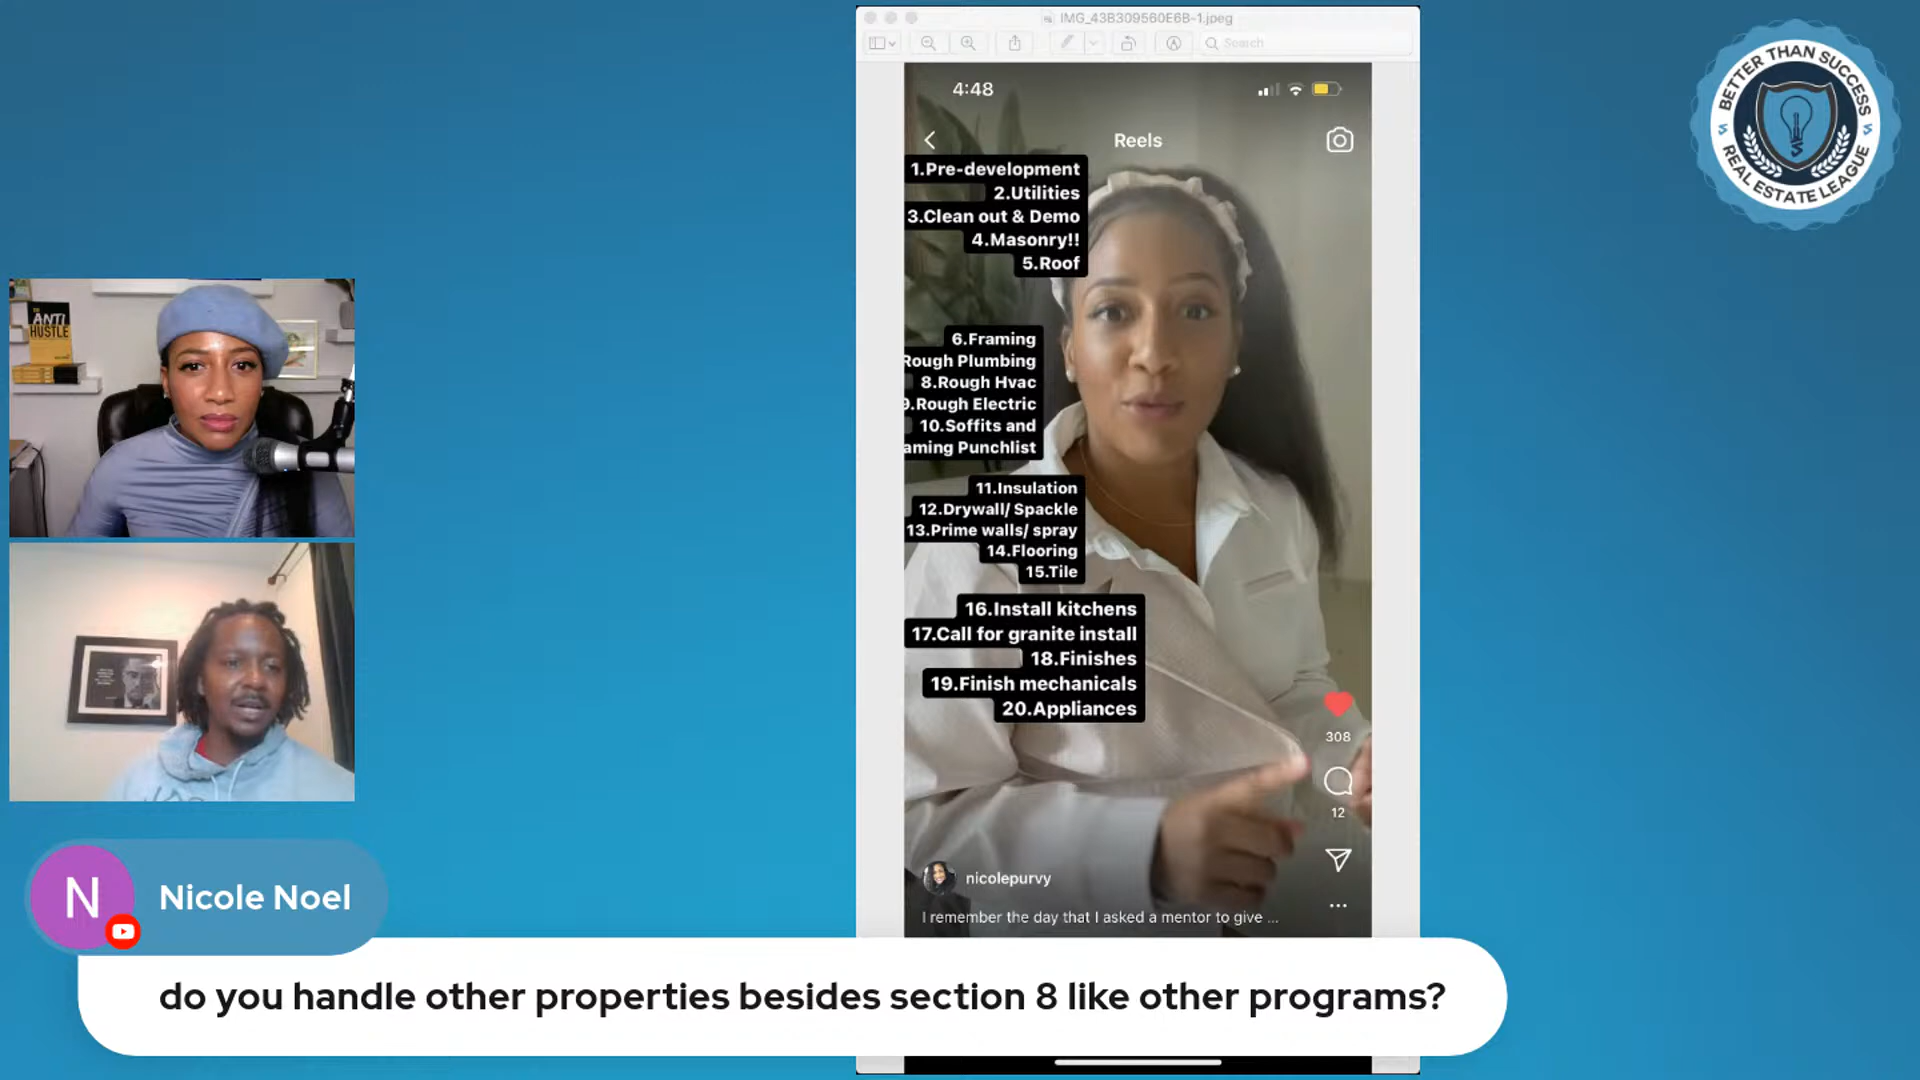 IMG_43B309560E6B-1.jpeg
Search
4:48
Reels
1.Pre-development
2.Utilities
3.Clean out & Demo
4.Masonry!!
5.Roof
6.Framing
Rough Plumbing
8.Rough Hvac
9.Rough Electric
10.Soffits and
aming Punchlist
11.Insulation
12.Drywall/ Spackle
13.Prime walls/ spray
14.Flooring
15.Tile
16.Install kitchens
17.Call for granite install
18.Finishes
19.Finish mechanicals
20.Appliances
308
12
nicolepurvy
I remember the day that I asked a mentor to give ...
BETTER THAN SUCCESS
REAL ESTATE LEAGUE
ANTI
HUSTLE
N
Nicole Noel
do you handle other properties besides section 8 like other programs?